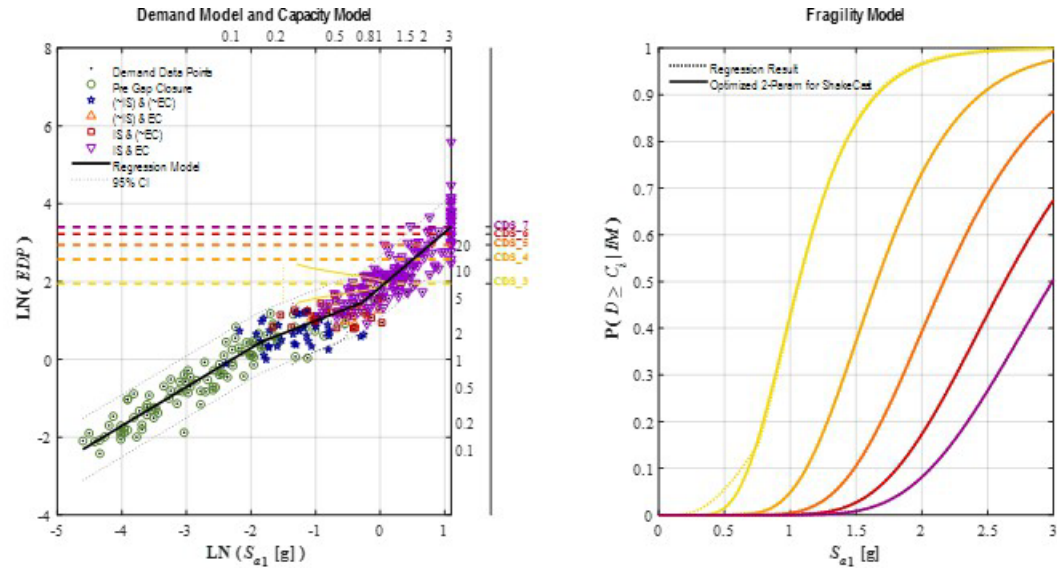 Demand Model and Capacity Model
0.1 0.2 0.5 0.8 1 1.5 2 3
8
6
4
2
0
-2
-4
LN( EDP)
Demand Data Points
Pre Gap Closure
(~IS) & (~EC)
(~IS) & EC
IS & (~EC)
IS & EC
Regression Model
95% CI
CDS_7
CDS_6
CDS_5
CDS_4
CDS_3
20
10
5
2
1
0.5
0.2
0.1
-5 -4 -3 -2 -1 0 1
LN ( Sa1 [g] )
Fragility Model
1
0.9
0.8
0.7
0.6
0.5
0.4
0.3
0.2
0.1
0
P( D ≥ Ci | IM)
Regression Result
Optimized 2-Param for ShakeCast
0 0.5 1 1.5 2 2.5 3
Sa1 [g]